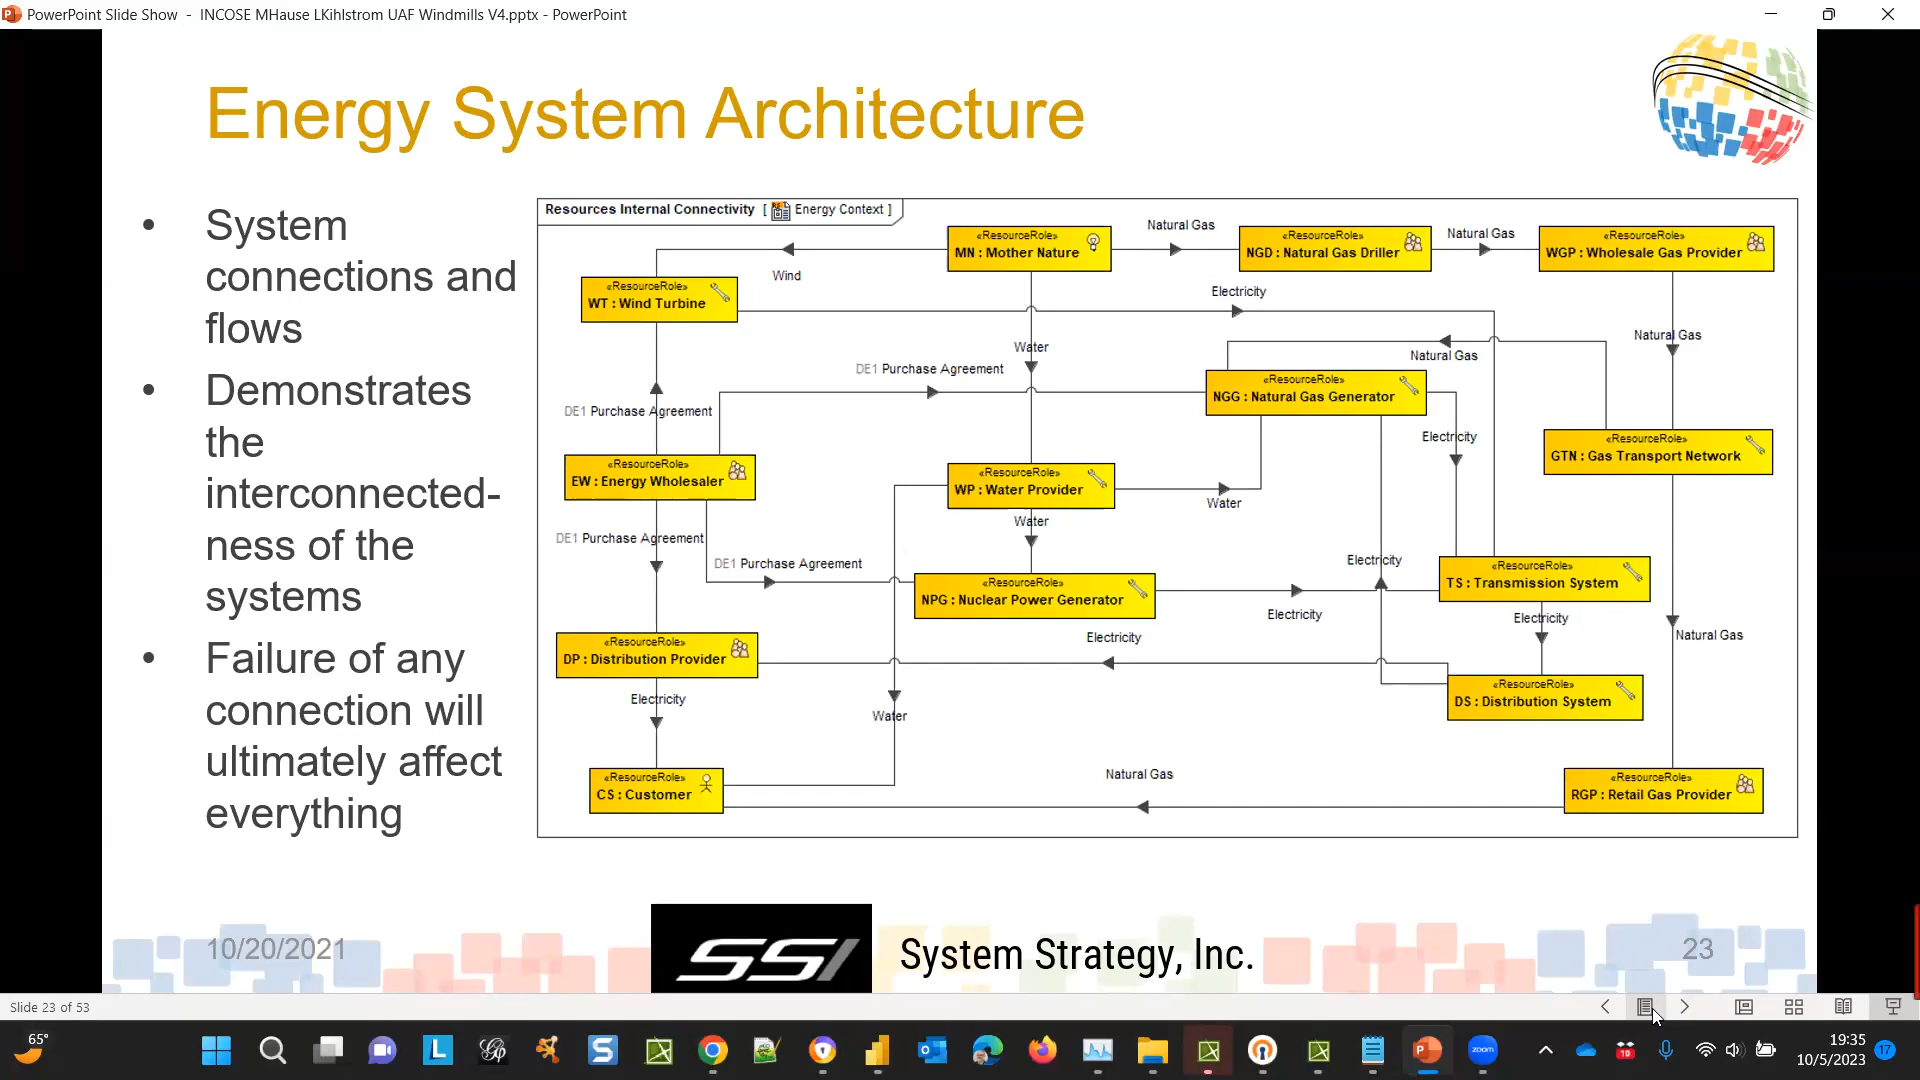 PowerPoint Slide Show - INCOSE MHause LKihlstrom UAF Windmills V4.pptx - PowerPoint
Energy System Architecture
• System
connections and
flows
• Demonstrates
the
interconnected-
ness of the
systems
• Failure of any
connection will
ultimately affect
everything
Resources Internal Connectivity [ Energy Context ]
«ResourceRole»
MN : Mother Nature
Natural Gas
«ResourceRole»
NGD : Natural Gas Driller
Natural Gas
«ResourceRole»
WGP : Wholesale Gas Provider
Wind
«ResourceRole»
WT : Wind Turbine
Electricity
Water
Natural Gas
Natural Gas
DE1 Purchase Agreement
«ResourceRole»
NGG : Natural Gas Generator
DE1 Purchase Agreement
Electricity
«ResourceRole»
GTN : Gas Transport Network
«ResourceRole»
EW : Energy Wholesaler
«ResourceRole»
WP : Water Provider
Water
Water
DE1 Purchase Agreement
DE1 Purchase Agreement
Electricity
«ResourceRole»
TS : Transmission System
«ResourceRole»
NPG : Nuclear Power Generator
Electricity
Electricity
Natural Gas
Electricity
«ResourceRole»
DP : Distribution Provider
«ResourceRole»
DS : Distribution System
Electricity
Water
«ResourceRole»
CS : Customer
Natural Gas
«ResourceRole»
RGP : Retail Gas Provider
10/20/2021
SSI
System Strategy, Inc.
23
Slide 23 of 53
65°
L
S
10
zoom
19:35
10/5/2023
17